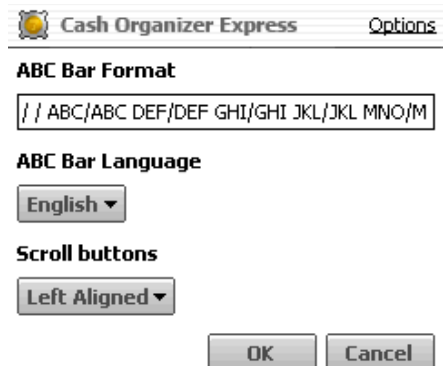 Cash Organizer Express Options
ABC Bar Format
/ / ABC/ABC DEF/DEF GHI/GHI JKL/JKL MNO/M
ABC Bar Language
English
Scroll buttons
Left Aligned
OK Cancel